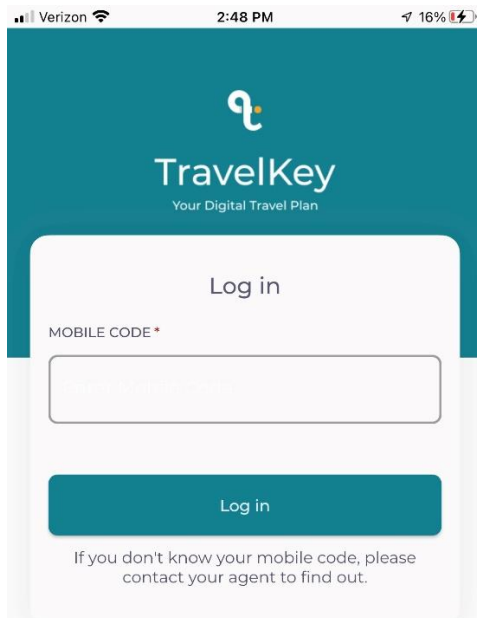 Verizon 2:48 PM 16%
TravelKey
Your Digital Travel Plan
Log in
MOBILE CODE *
Log in
If you don't know your mobile code, please
contact your agent to find out.